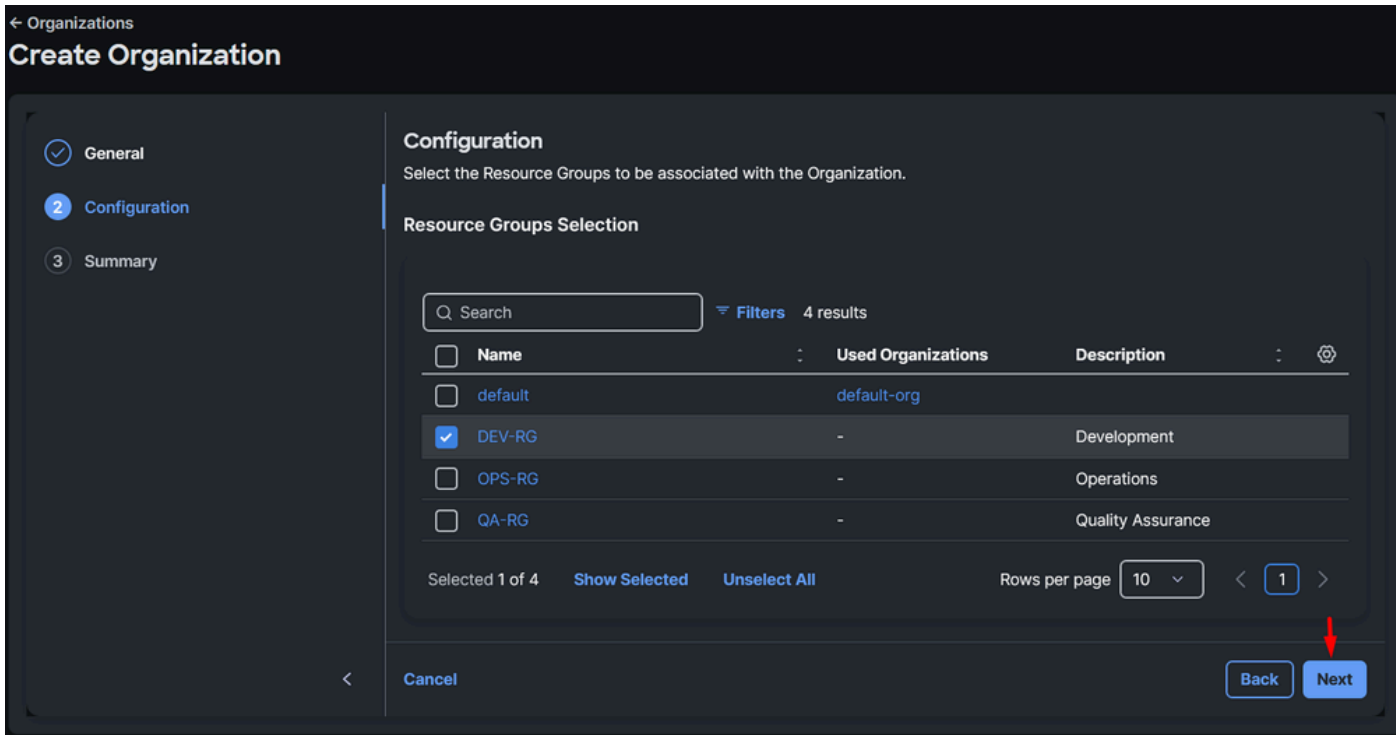 ← Organizations
Create Organization
General
2 Configuration
3 Summary
Configuration
Select the Resource Groups to be associated with the Organization.
Resource Groups Selection
Search Filters 4 results
Name Used Organizations Description
default default-org
DEV-RG - Development
OPS-RG - Operations
QA-RG - Quality Assurance
Selected 1 of 4 Show Selected Unselect All Rows per page 10 1
Cancel Back Next